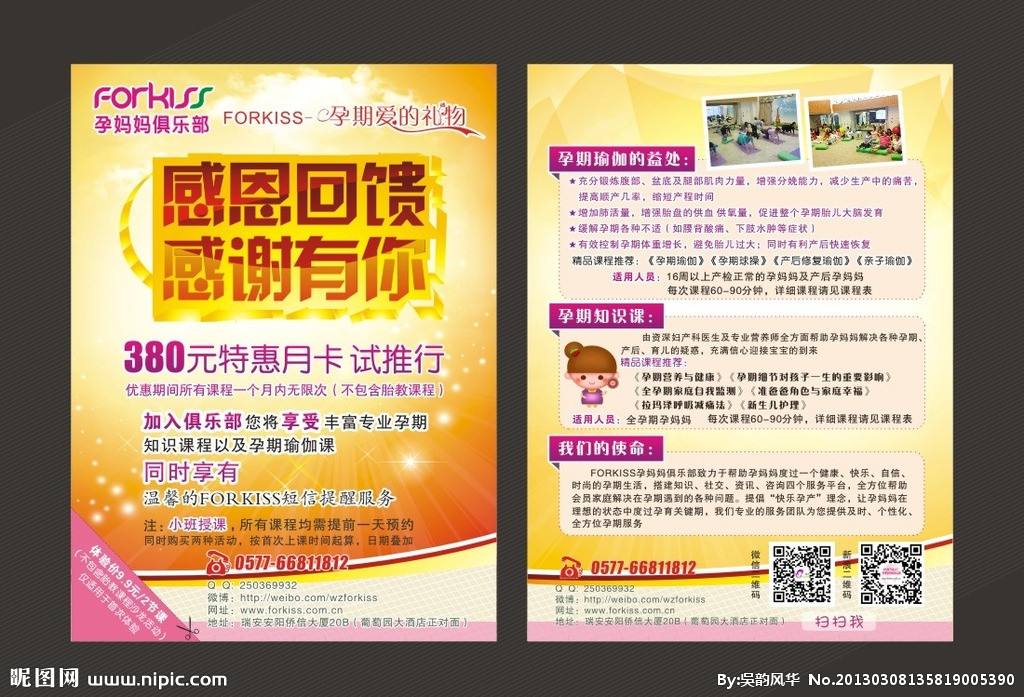 FORKISS
孕妈妈俱乐部
FORKISS-孕期爱的礼物
感恩回馈
感谢有你
380元特惠月卡 试推行
优惠期间所有课程一个月内无限次（不包含胎教课程）
加入俱乐部您将享受丰富专业孕期
知识课程以及孕期瑜伽课
同时享有
温馨的FORKISS短信提醒服务
注：小班授课，所有课程均需提前一天预约
同时购买两种活动，按首次上课时间起算，日期叠加
体验价9.9元/2节课
（不包括胎教课程/沙龙活动）
仅适用于首次体验
0577-66811812
Q Q: 250369932
微博：http://weibo.com/wzforkiss
网址：www.forkiss.com.cn
地址：瑞安安阳侨信大厦20B（葡萄园大酒店正对面）
孕期瑜伽的益处:
★充分锻炼腹部、盆底及腿部肌肉力量，增强分娩能力，减少生产中的痛苦，
提高顺产几率，缩短产程时间
★增加肺活量，增强胎盘的供血 供氧量，促进整个孕期胎儿大脑发育
★缓解孕期各种不适（如腰背酸痛、下肢水肿等症状）
★有效控制孕期体重增长，避免胎儿过大；同时有利产后快速恢复
精品课程推荐：《孕期瑜伽》《孕期球操》《产后修复瑜伽》《亲子瑜伽》
适用人员：16周以上产检正常的孕妈妈及产后孕妈妈
每次课程60-90分钟，详细课程请见课程表
孕期知识课:
由资深妇产科医生及专业营养师全方面帮助孕妈妈解决各种孕期、
产后、育儿的疑惑，充满信心迎接宝宝的到来
精品课程推荐：
《孕期营养与健康》《孕期细节对孩子一生的重要影响》
《全孕期家庭自我监测》《准爸爸角色与家庭幸福》
《拉玛泽呼吸减痛法》《新生儿护理》
适用人员：全孕期孕妈妈 每次课程60-90分钟，详细课程请见课程表
我们的使命:
FORKISS孕妈妈俱乐部致力于帮助孕妈妈度过一个健康、快乐、自信、
时尚的孕期生活，搭建知识、社交、资讯、咨询四个服务平台，全方位帮助
会员家庭解决在孕期遇到的各种问题。提倡“快乐孕产”理念，让孕妈妈在
理想的状态中度过孕育关键期，我们专业的服务团队为您提供及时、个性化、
全方位孕期服务
0577-66811812
Q Q: 250369932
微博：http://weibo.com/wzforkiss
网址：www.forkiss.com.cn
地址：瑞安安阳侨信大厦20B（葡萄园大酒店正对面）
微信二维码
新浪二维码
扫扫我
昵图网 www.nipic.com
By:吴韵风华 No.20130308135819005390